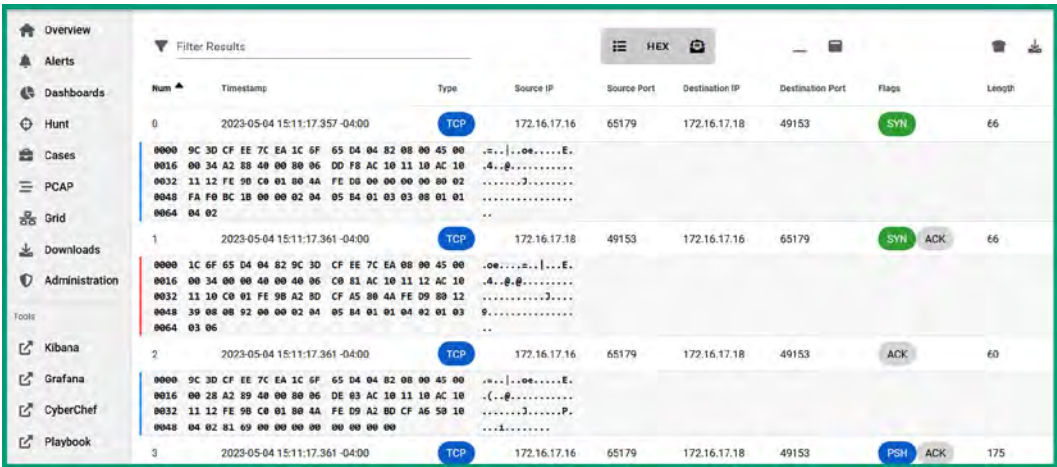 Overview
Alerts
Dashboards
Hunt
Cases
PCAP
Grid
Downloads
Administration
Tools
Kibana
Grafana
CyberChef
Playbook
Filter Results
HEX
Num Timestamp Type Source IP Source Port Destination IP Destination Port Flags Length
0 2023-05-04 15:11:17.357 -04:00 TCP 172.16.17.16 65179 172.16.17.18 49153 SYN 66
0000 9C 3D CF EE 7C EA 1C 6F 65 D4 04 82 08 00 45 00 .=..|..oe.....E.
0016 00 34 A2 88 40 00 80 06 DD F8 AC 10 11 10 AC 10 .4..@...........
0032 11 12 FE 9B C0 01 80 4A FE D8 00 00 00 00 80 02 .......J........
0048 FA F0 BC 1B 00 00 02 04 05 B4 01 03 03 08 01 01 ................
0064 04 02 ..
1 2023-05-04 15:11:17.361 -04:00 TCP 172.16.17.18 49153 172.16.17.16 65179 SYN ACK 66
0000 1C 6F 65 D4 04 82 9C 3D CF EE 7C EA 08 00 45 00 .oe....=..|...E.
0016 00 34 00 00 40 00 40 06 C0 81 AC 10 11 12 AC 10 .4..@.@.........
0032 11 10 C0 01 FE 9B A2 BD CF A5 80 4A FE D9 80 12 ...........J....
0048 39 08 0B 92 00 00 02 04 05 B4 01 01 04 02 01 03 9...............
0064 03 06 ..
2 2023-05-04 15:11:17.361 -04:00 TCP 172.16.17.16 65179 172.16.17.18 49153 ACK 60
0000 9C 3D CF EE 7C EA 1C 6F 65 D4 04 82 08 00 45 00 .=..|..oe.....E.
0016 00 28 A2 89 40 00 80 06 DE 03 AC 10 11 10 AC 10 .(..@...........
0032 11 12 FE 9B C0 01 80 4A FE D9 A2 BD CF A6 50 10 .......J......P.
0048 04 02 81 69 00 00 00 00 00 00 00 00 ...i........
3 2023-05-04 15:11:17.361 -04:00 TCP 172.16.17.16 65179 172.16.17.18 49153 PSH ACK 175